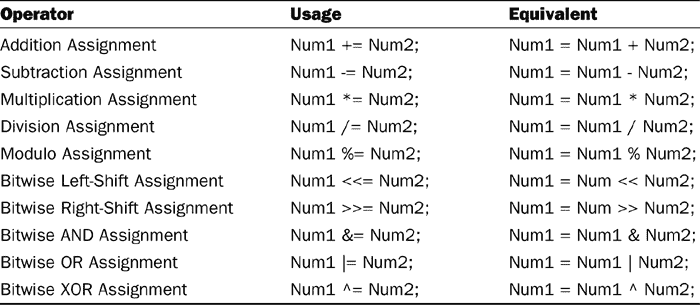 Operator Usage Equivalent
Addition Assignment Num1 += Num2; Num1 = Num1 + Num2;
Subtraction Assignment Num1 -= Num2; Num1 = Num1 - Num2;
Multiplication Assignment Num1 *= Num2; Num1 = Num1 * Num2;
Division Assignment Num1 /= Num2; Num1 = Num1 / Num2;
Modulo Assignment Num1 %= Num2; Num1 = Num1 % Num2;
Bitwise Left-Shift Assignment Num1 <<= Num2; Num1 = Num << Num2;
Bitwise Right-Shift Assignment Num1 >>= Num2; Num1 = Num >> Num2;
Bitwise AND Assignment Num1 &= Num2; Num1 = Num1 & Num2;
Bitwise OR Assignment Num1 |= Num2; Num1 = Num1 | Num2;
Bitwise XOR Assignment Num1 ^= Num2; Num1 = Num1 ^ Num2;